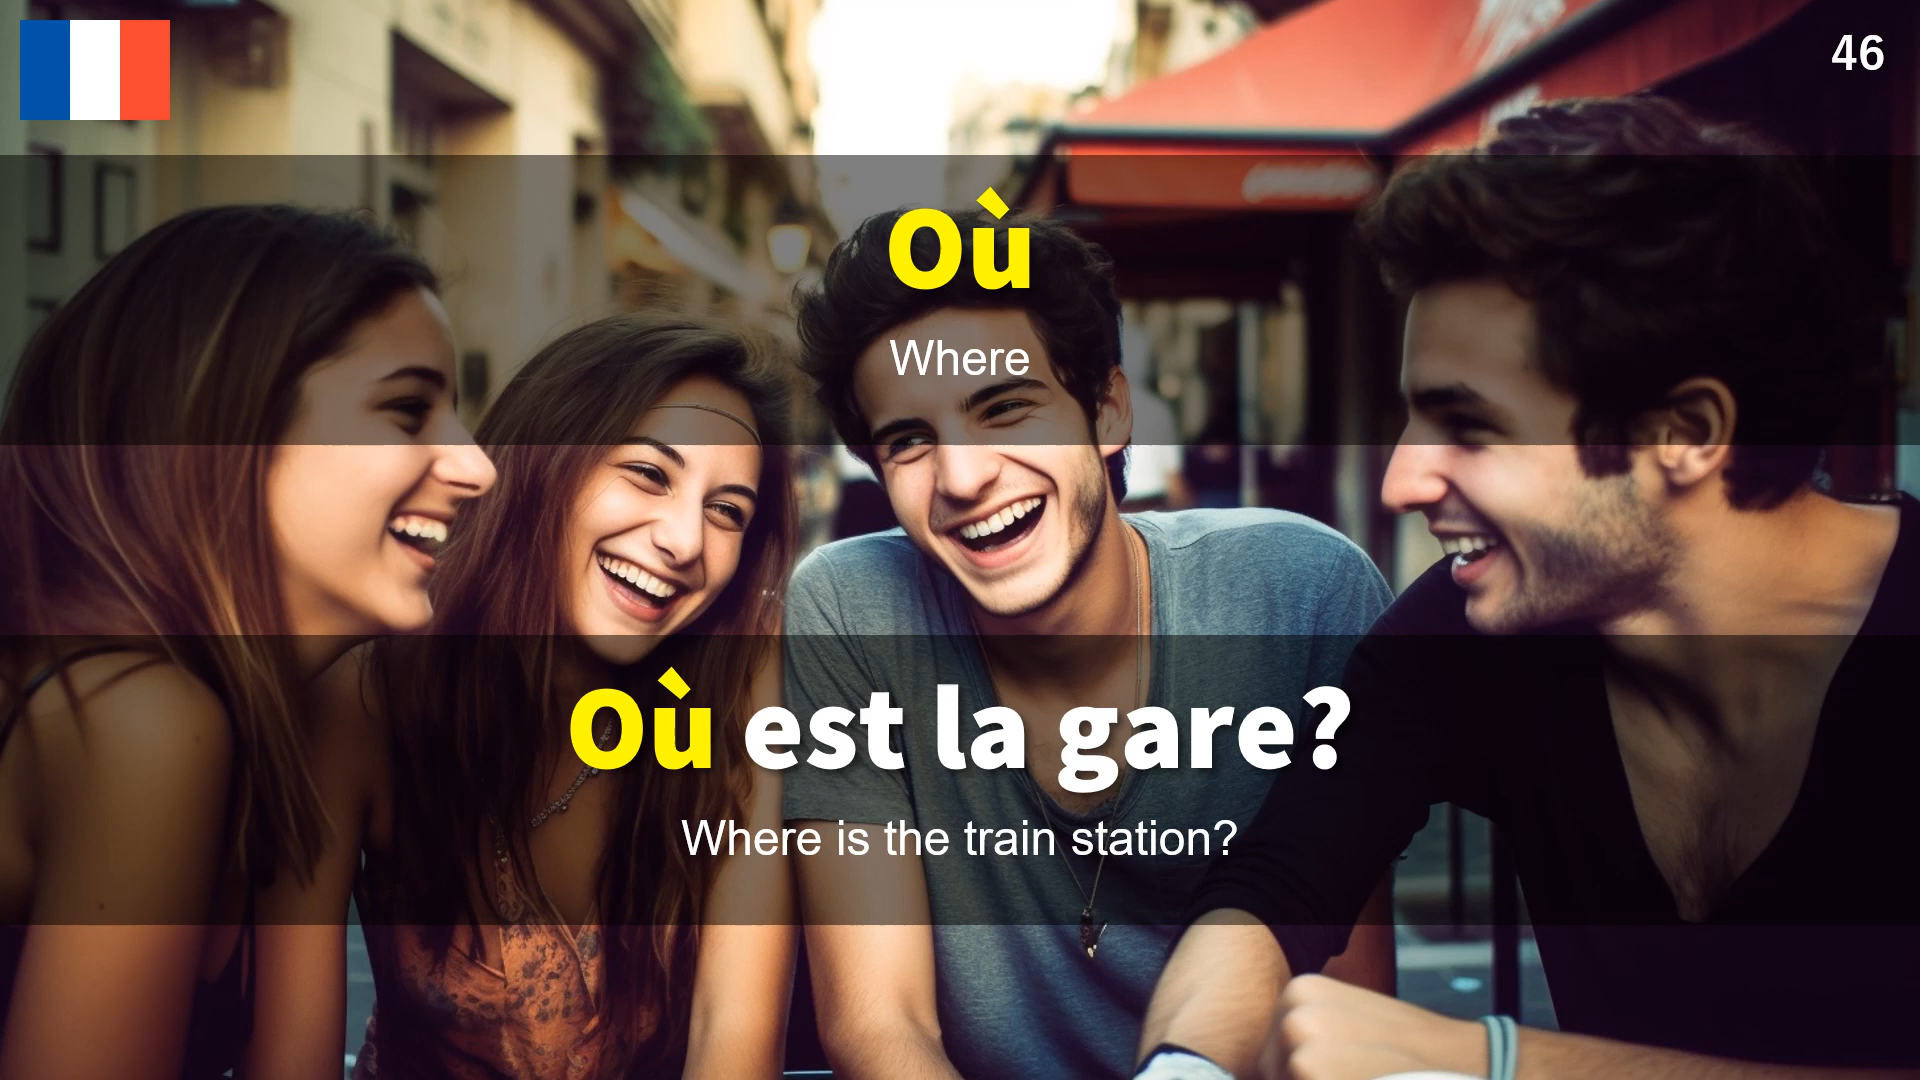 46
Où
Where
Où est la gare?
Where is the train station?